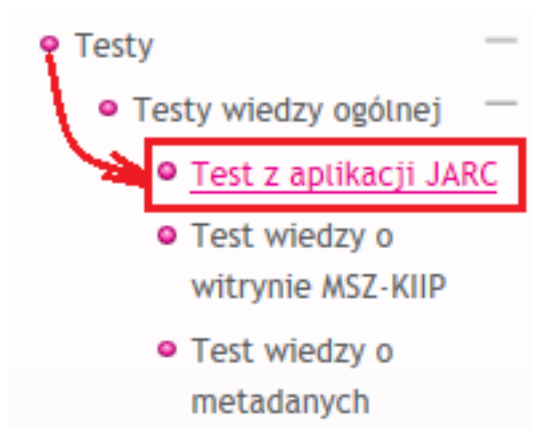 Testy
Testy wiedzy ogólnej
Test z aplikacji JARC
Test wiedzy o
witrynie MSZ-KIIP
Test wiedzy o
metadanych